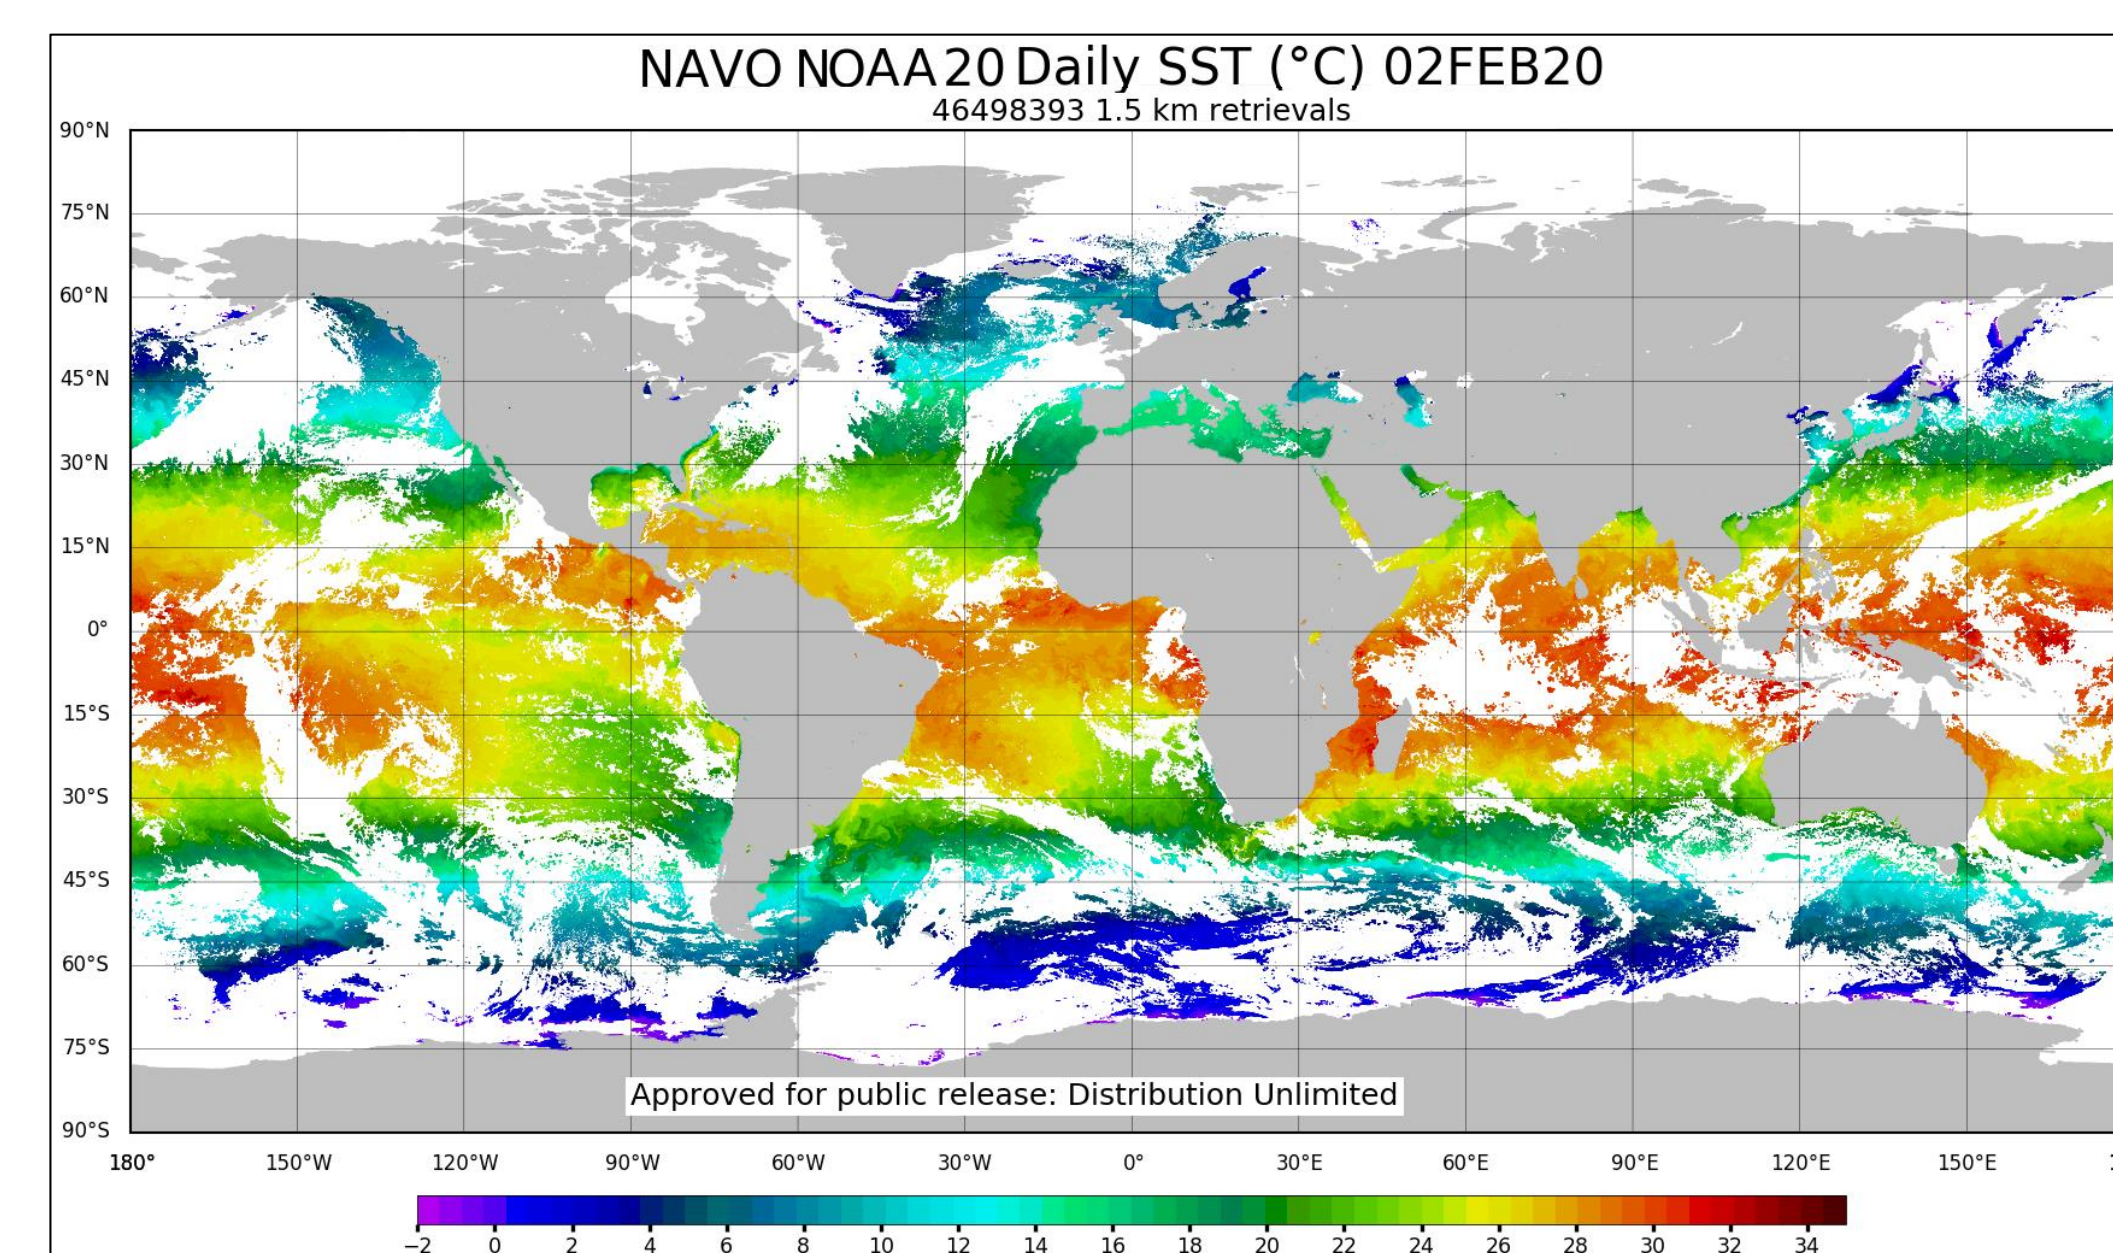 NAVO NOAA20 Daily SST (°C) 02FEB20
46498393 1.5 km retrievals
90°N
75°N
60°N
45°N
30°N
15°N
0°
15°S
30°S
45°S
60°S
75°S
Approved for public release: Distribution Unlimited
90°S
180° 150°W 120°W 90°W 60°W 30°W 0° 30°E 60°E 90°E 120°E 150°E
−2 0 2 4 6 8 10 12 14 16 18 20 22 24 26 28 30 32 34